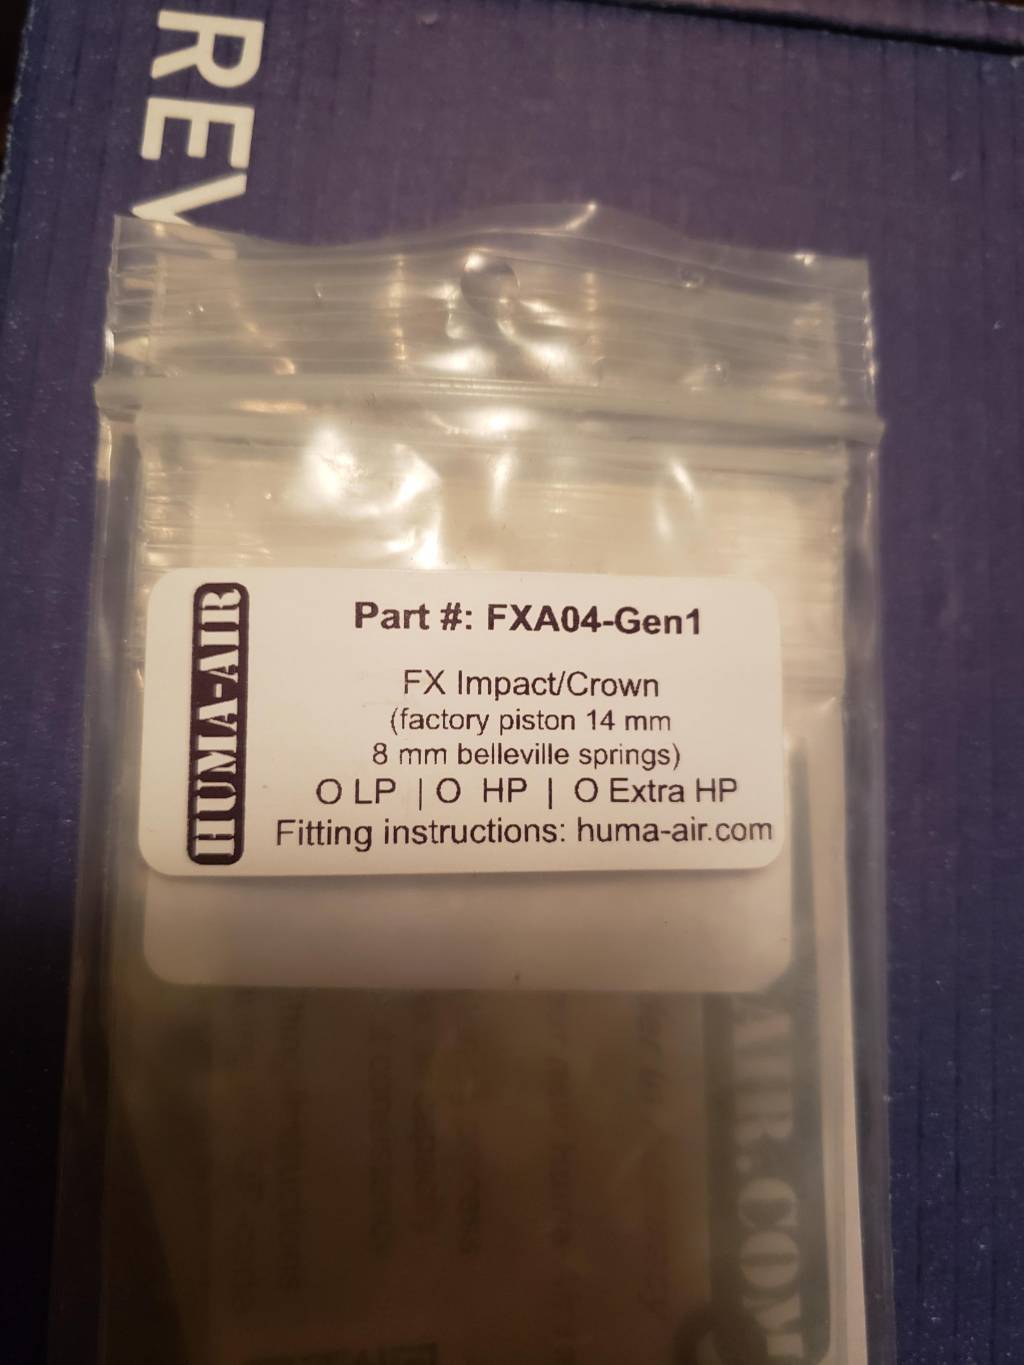 REV
HUMA-AIR
Part #: FXA04-Gen1
FX Impact/Crown
(factory piston 14 mm
8 mm belleville springs)
O LP | O HP | O Extra HP
Fitting instructions: huma-air.com
AIR.COM